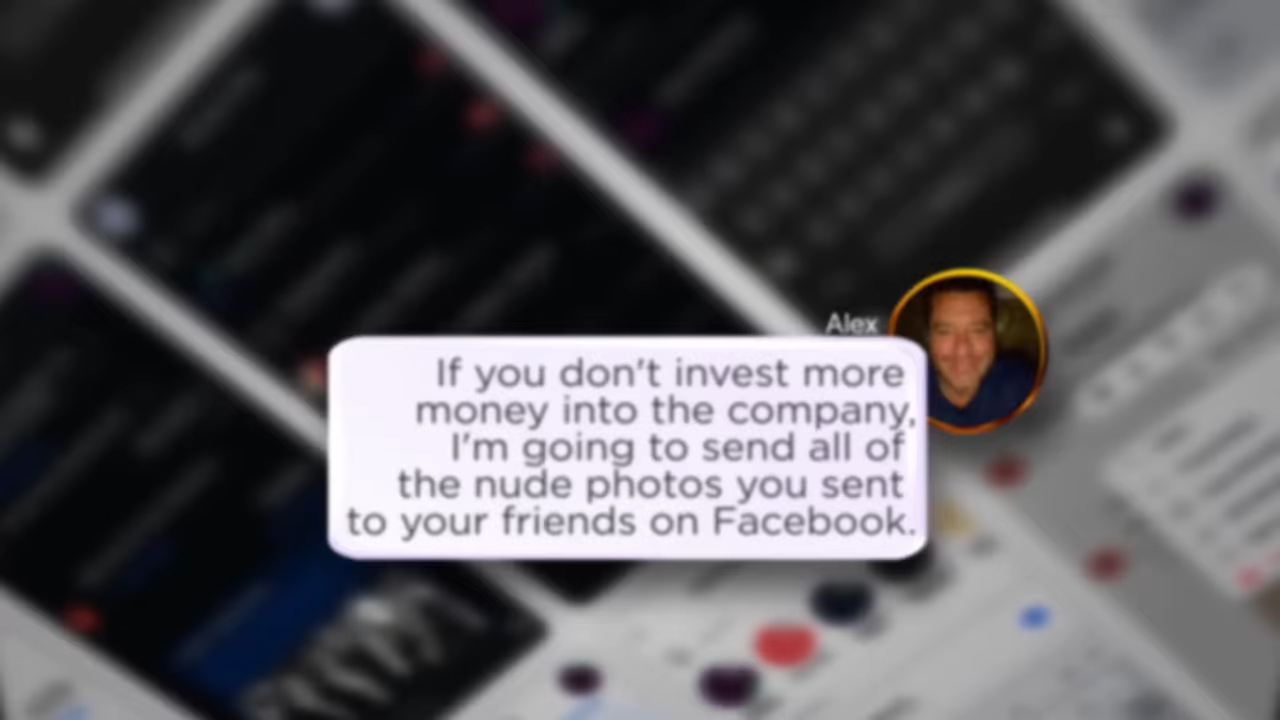 Alex
If you don't invest more
money into the company,
I'm going to send all of
the nude photos you sent
to your friends on Facebook.